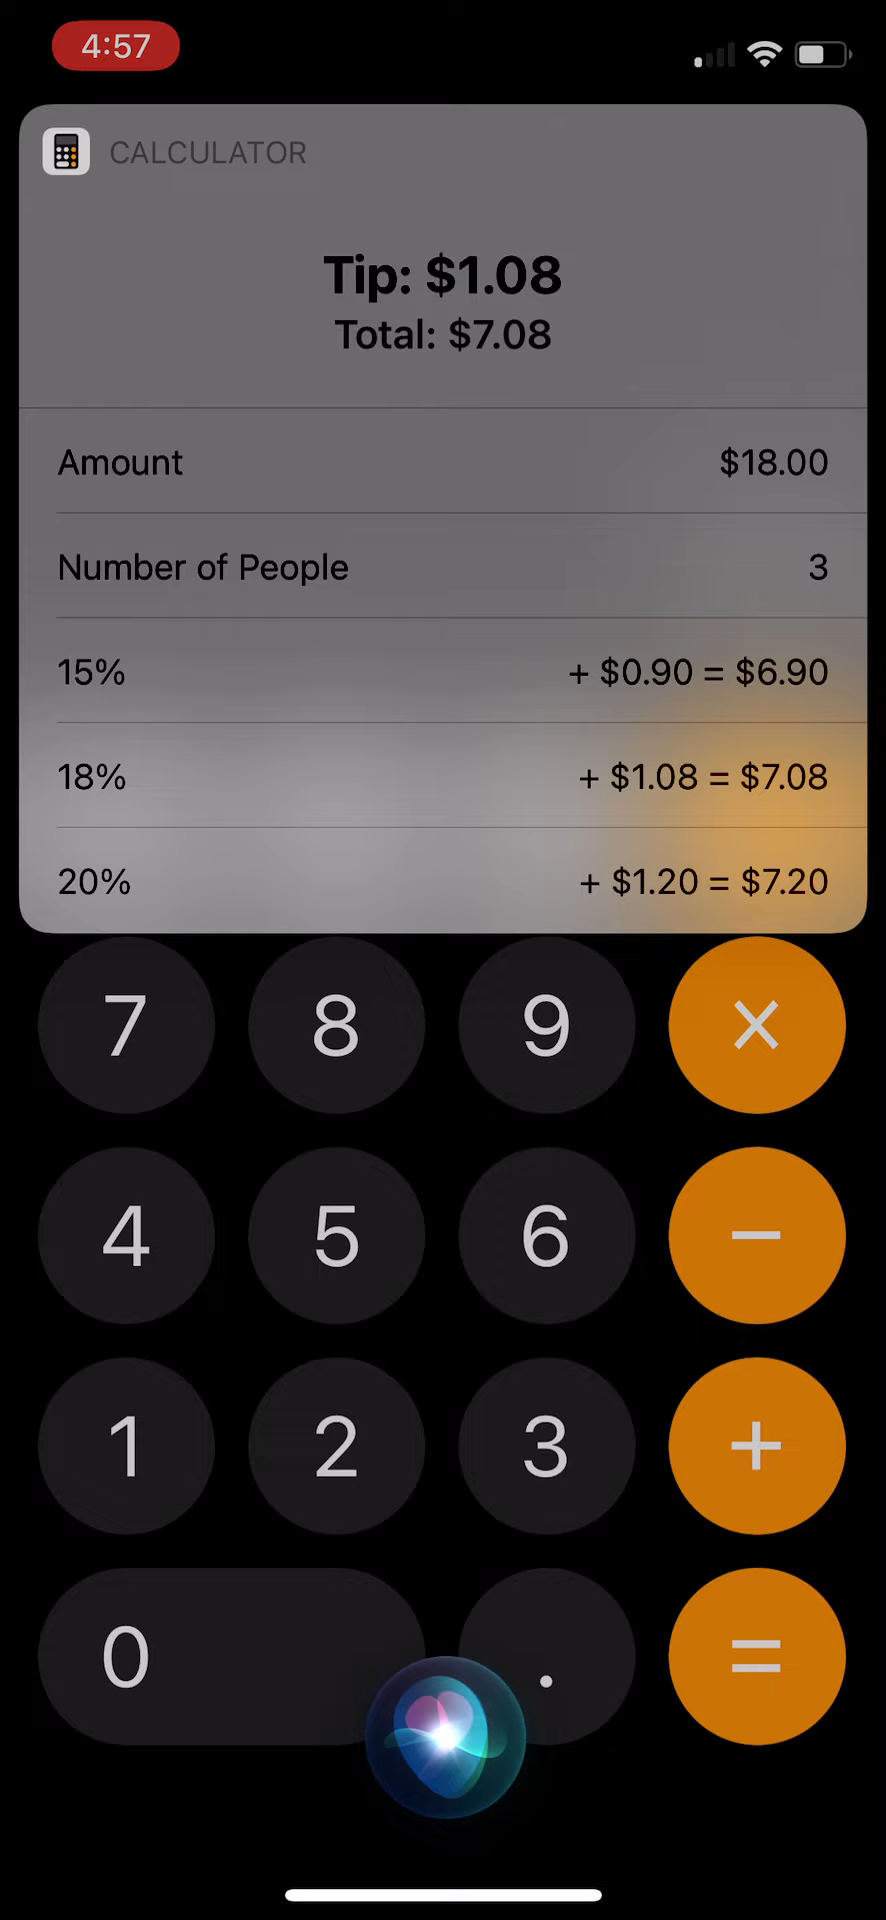 4:57
CALCULATOR
Tip: $1.08
Total: $7.08
Amount $18.00
Number of People 3
15% + $0.90 = $6.90
18% + $1.08 = $7.08
20% + $1.20 = $7.20
7 8 9 ×
4 5 6 −
1 2 3 +
0 . =